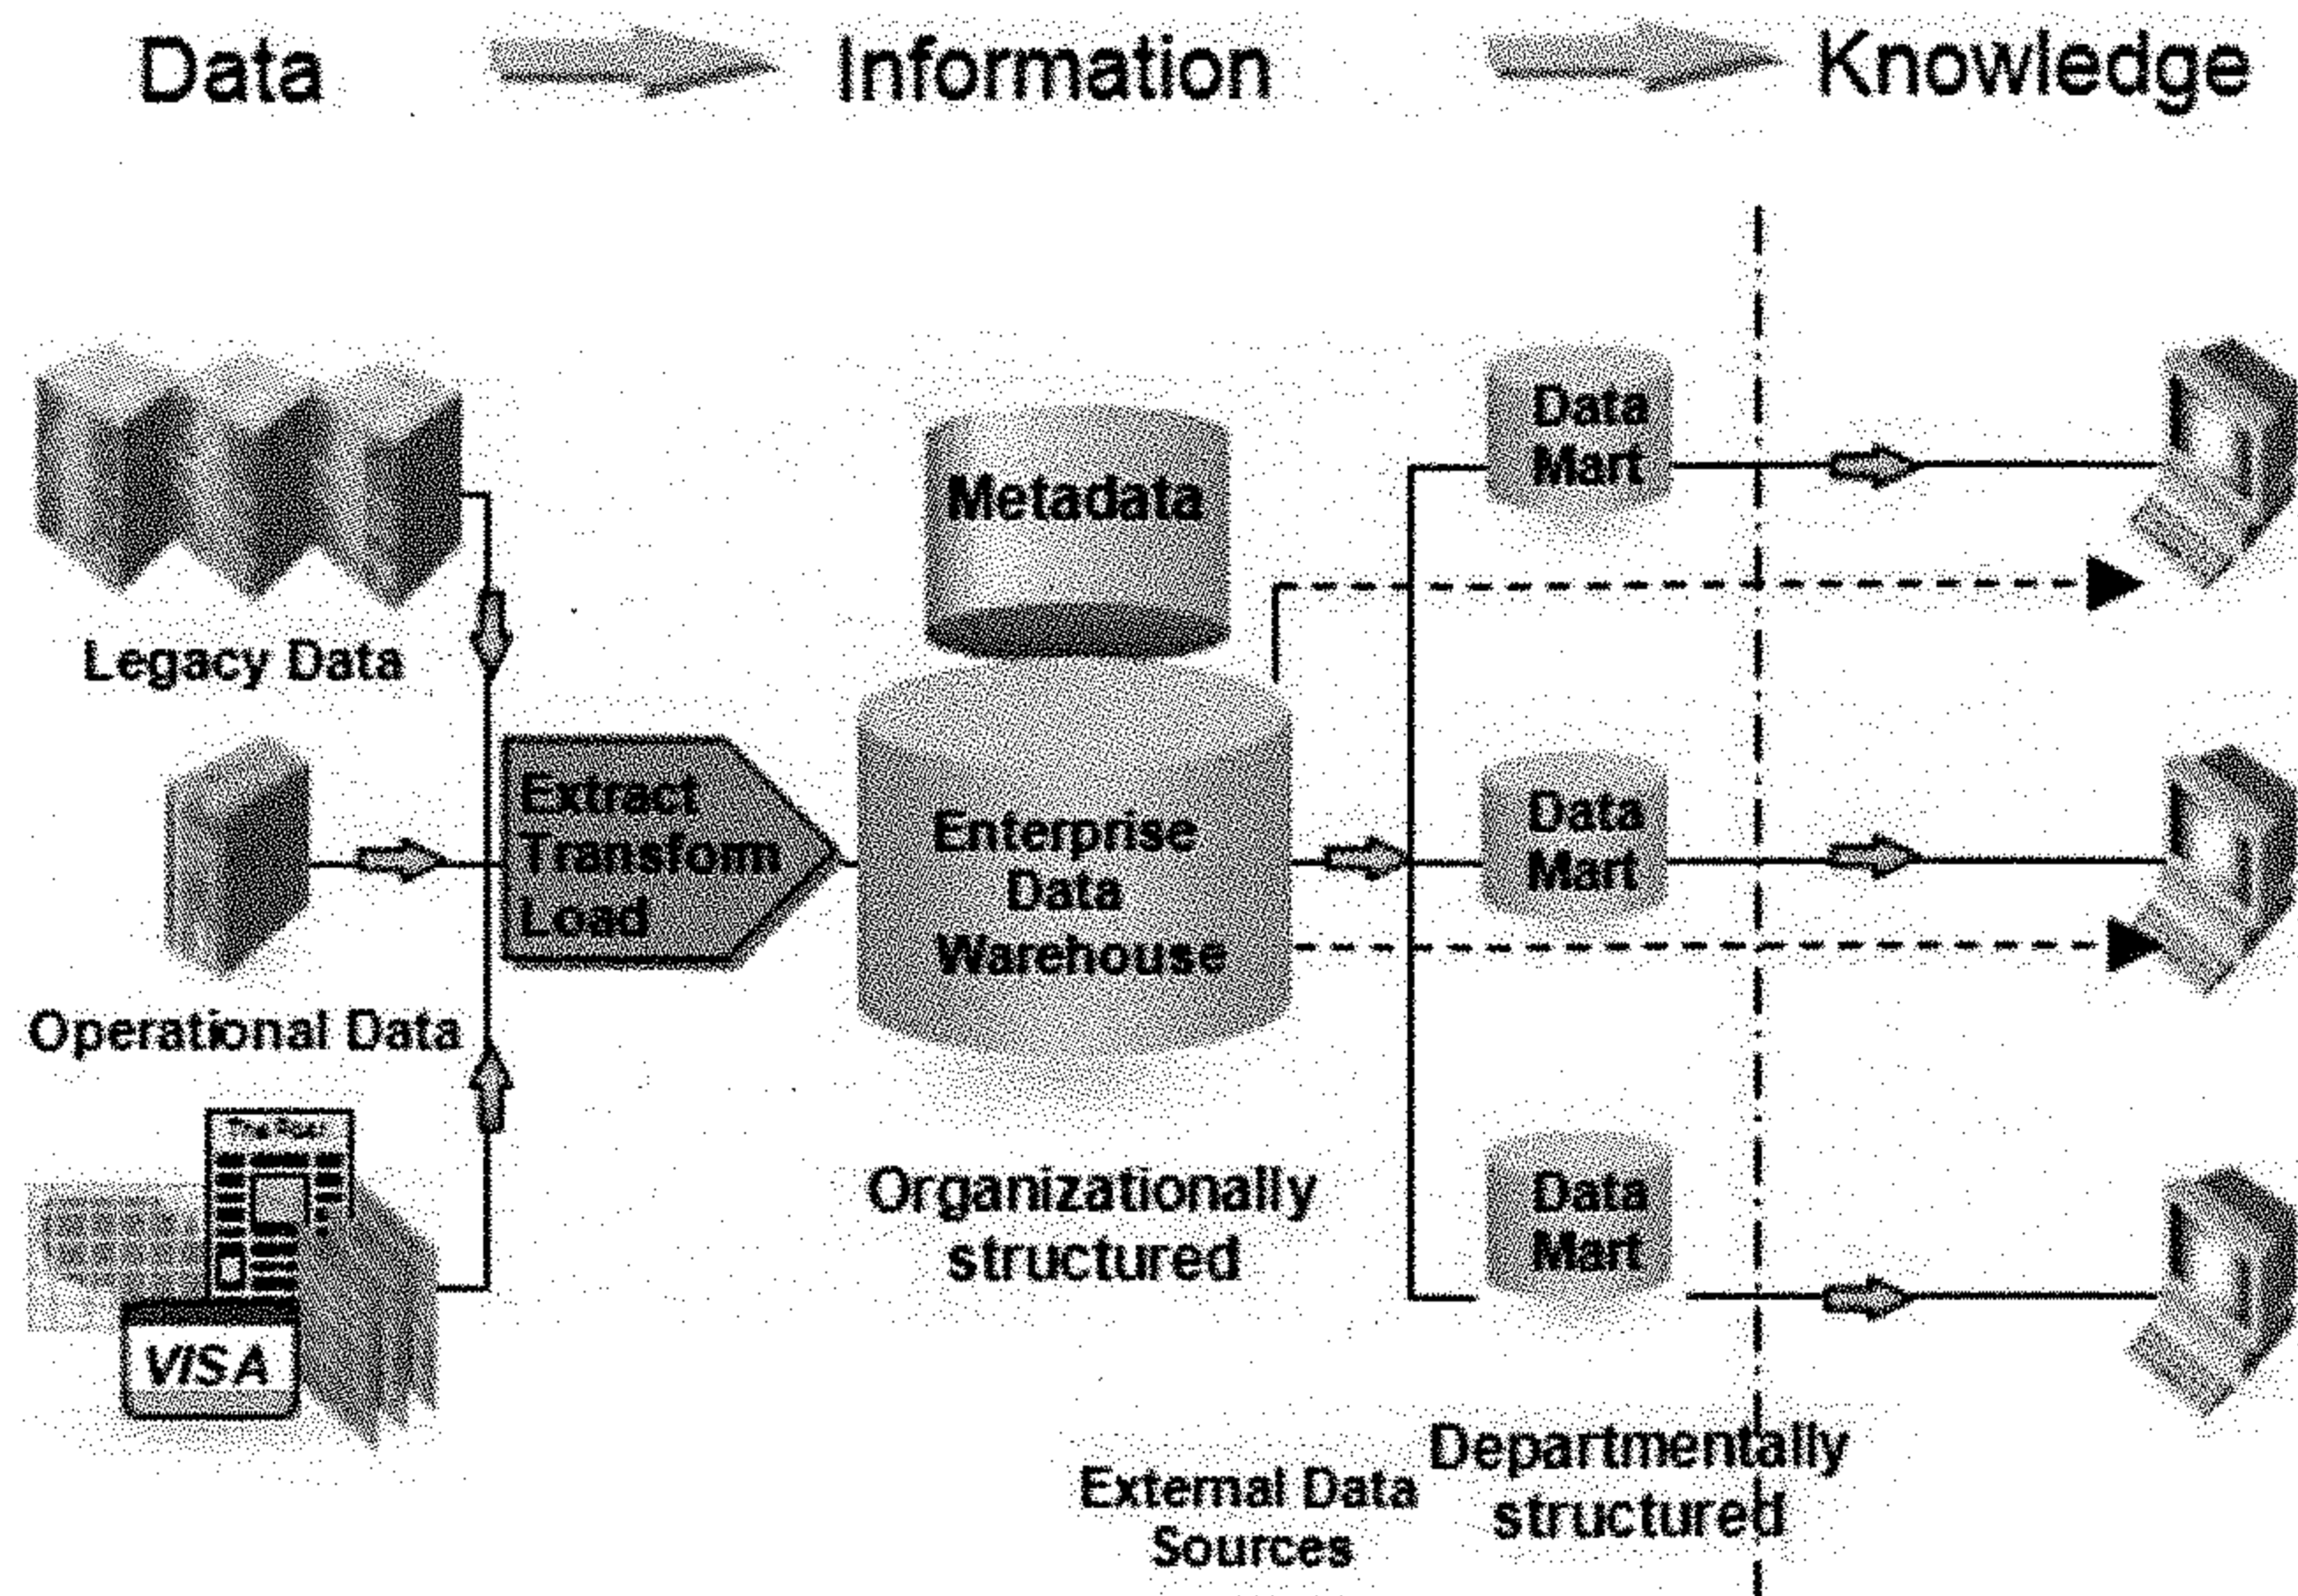 Data
Information
Knowledge
Legacy Data
Operational Data
VISA
Extract
Transform
Load
Metadata
Enterprise
Data
Warehouse
Organizationally
structured
Data
Mart
Data
Mart
Data
Mart
External Data
Sources
Departmentally
structured